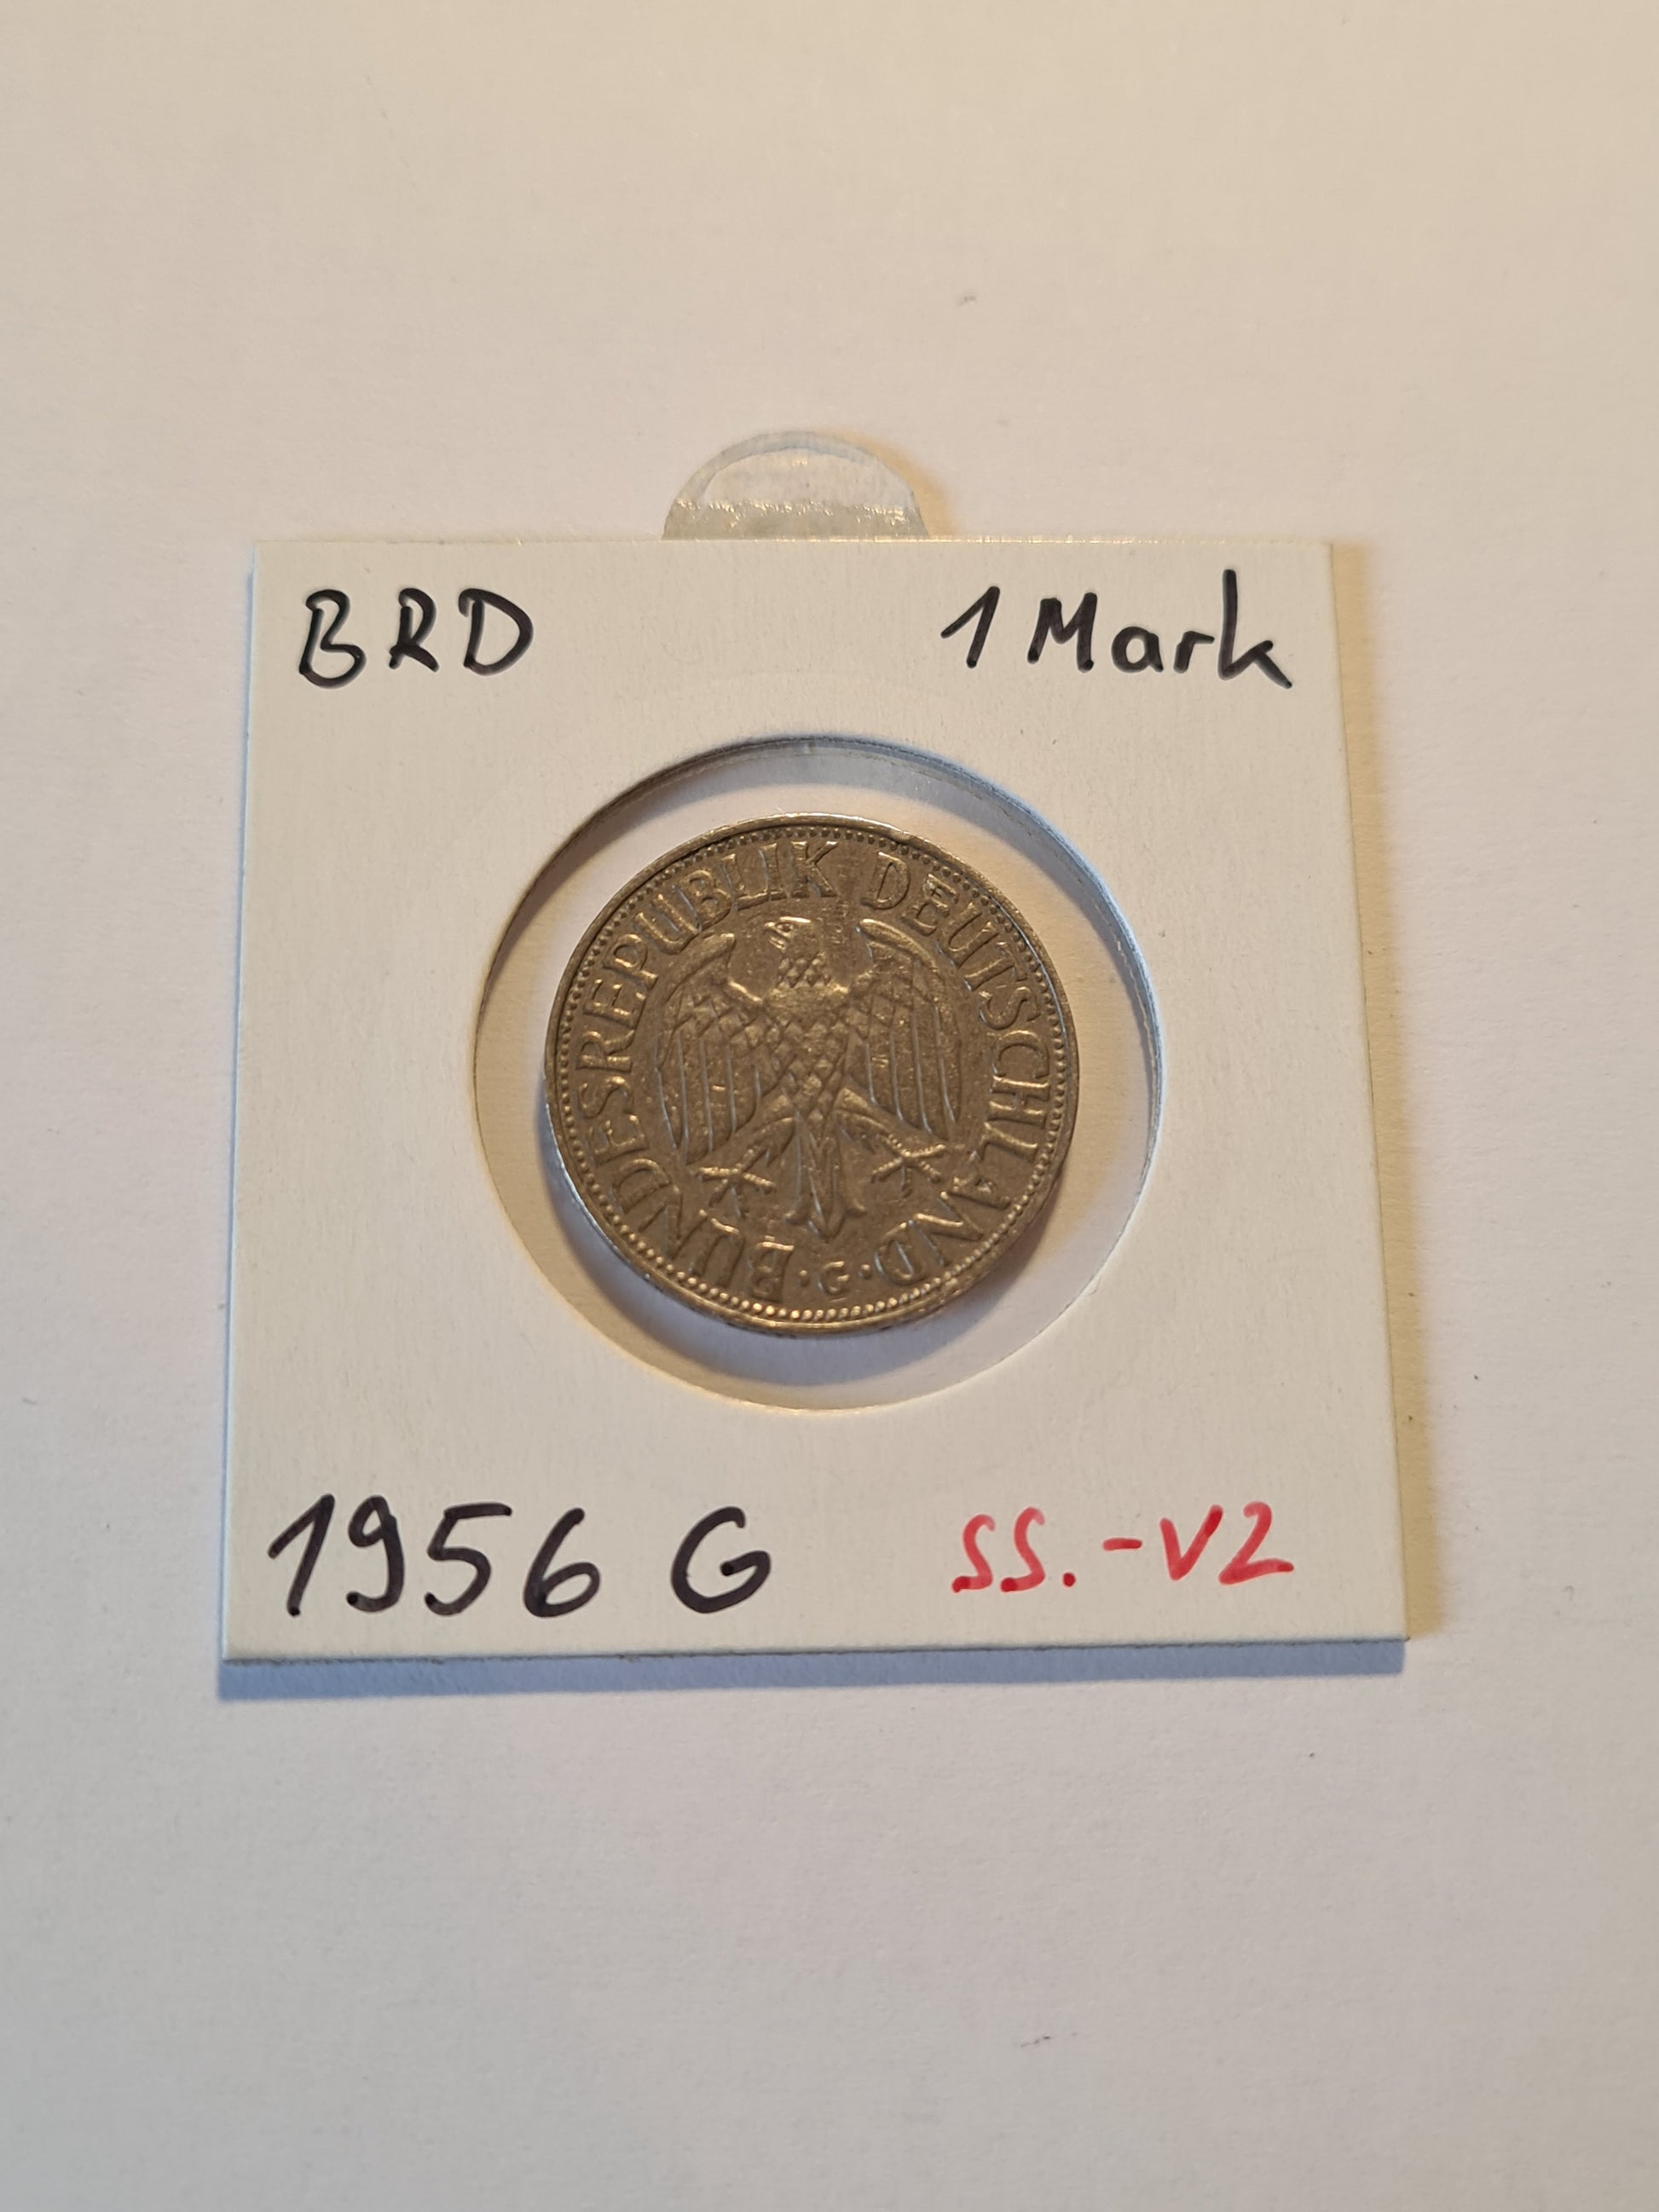 BRD 1 Mark
BUNDESREPUBLIK DEUTSCHLAND
· G ·
1956 G SS.-VZ